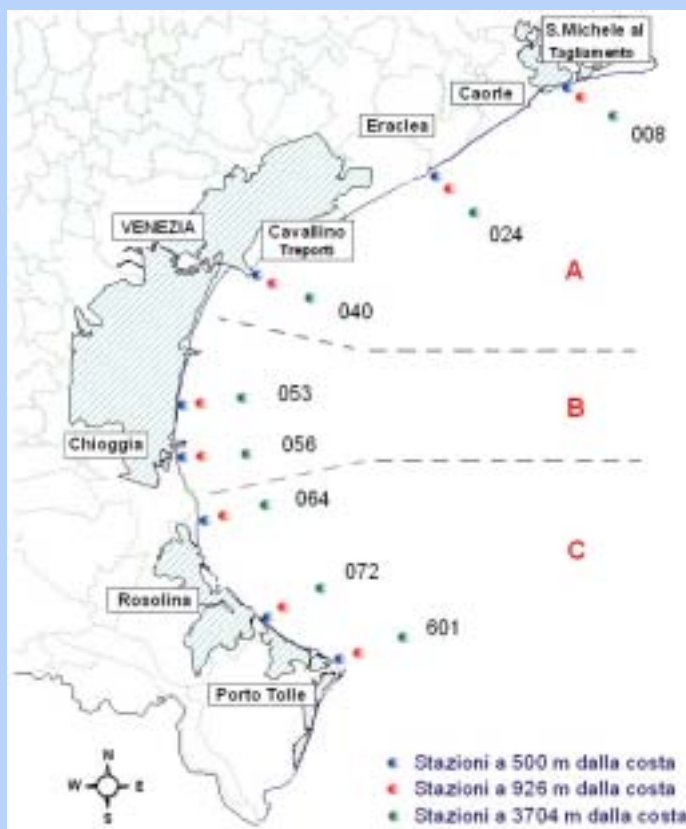 S.Michele al
Tagliamento
Caorle
008
Eraclea
024
VENEZIA
Cavallino
Treporti
A
040
053
B
Chioggia
056
064
C
072
Rosolina
601
Porto Tolle
N
W
E
S
Stazioni a 500 m dalla costa
Stazioni a 926 m dalla costa
Stazioni a 3704 m dalla costa